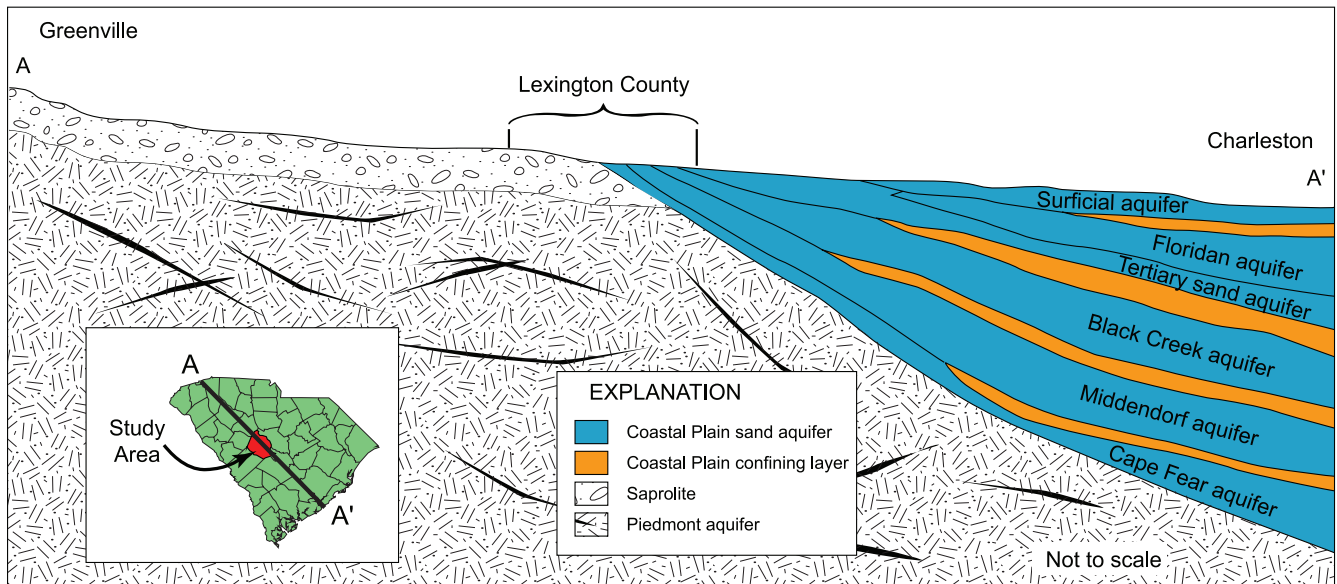 Greenville
A
Lexington County
Charleston
A'
Surficial aquifer
Floridan aquifer
Tertiary sand aquifer
Black Creek aquifer
Middendorf aquifer
Cape Fear aquifer
Not to scale
A
Study
Area
A'
EXPLANATION
Coastal Plain sand aquifer
Coastal Plain confining layer
Saprolite
Piedmont aquifer